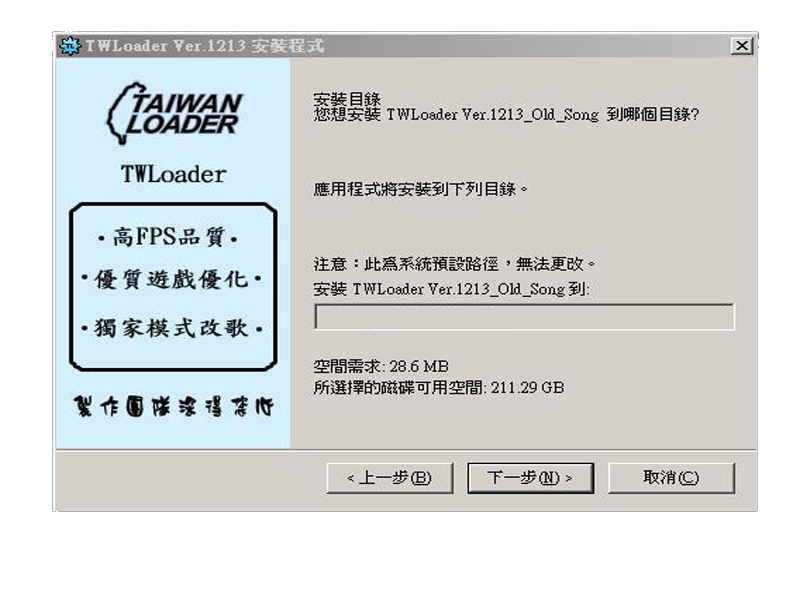 TWLoader Ver.1213 安裝程式
TAIWAN
LOADER
TWLoader
·高FPS品質·
·優質遊戲優化·
·獨家模式改歌·
製作團隊深得
安裝目錄
您想安裝 TWLoader Ver.1213_Old_Song 到哪個目錄?
應用程式將安裝到下列目錄。
注意：此為系統預設路徑，無法更改。
安裝 TWLoader Ver.1213_Old_Song 到:
空間需求: 28.6 MB
所選擇的磁碟可用空間: 211.29 GB
< 上一步(B)
下一步(N) >
取消(C)